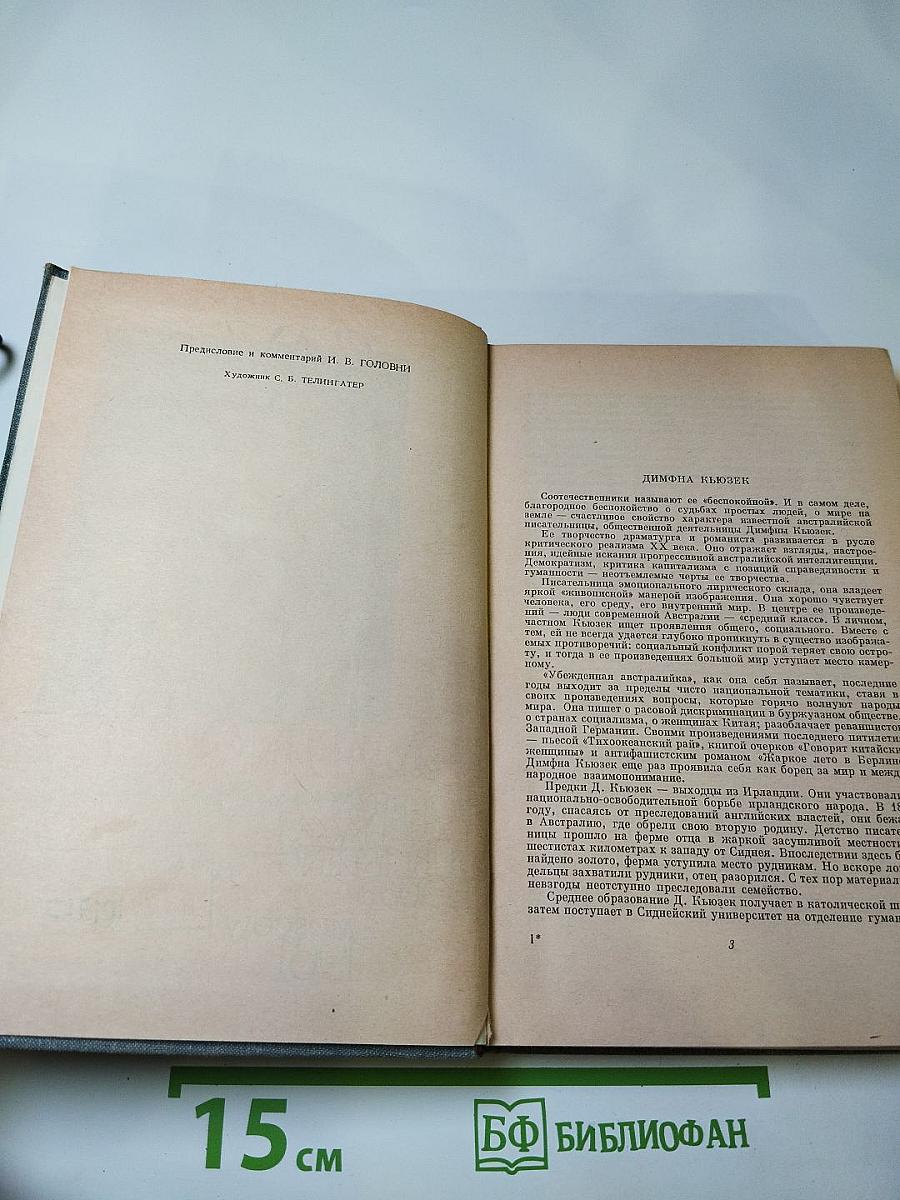 Предисловие и комментарий И. В. ГОЛОВНИ
Художник С. Б. ТЕЛИНГАТЕР
ДИМФНА КЬЮЗЕК
Соотечественники называют ее «беспокойной». И в самом деле,
благородное беспокойство о судьбах простых людей, о мире на
земле — счастливое свойство характера известной австралийской
писательницы, общественной деятельницы Димфны Кьюзек.
Ее творчество драматурга и романиста развивается в русле
критического реализма XX века. Оно отражает взгляды, настрое-
ния, идейные искания прогрессивной австралийской интеллигенции.
Демократизм, критика капитализма с позиций справедливости и
гуманности — неотъемлемые черты ее творчества.
Писательница эмоционального лирического склада, она владеет
яркой «живописной» манерой изображения. Она хорошо чувствует
человека, его среду, его внутренний мир. В центре ее произведе-
ний — люди современной Австралии — «средний класс». В личном,
частном Кьюзек ищет проявления общего, социального. Вместе с
тем, ей не всегда удается глубоко проникнуть в существо изобража-
емых противоречий: социальный конфликт порой теряет свою остро-
ту, и тогда в ее произведениях большой мир уступает место камер-
ному.
«Убежденная австралийка», как она себя называет, последние
годы выходит за пределы чисто национальной тематики, ставя в
своих произведениях вопросы, которые горячо волнуют народы
мира. Она пишет о расовой дискриминации в буржуазном обществе,
о странах социализма, о женщинах Китая; разоблачает реваншистов
Западной Германии. Своими произведениями последнего пятилетия
— пьесой «Тихоокеанский рай», книгой очерков «Говорят китайски
женщины» и антифашистским романом «Жаркое лето в Берлине
Димфна Кьюзек еще раз проявила себя как борец за мир и межд
народное взаимопонимание.
Предки Д. Кьюзек — выходцы из Ирландии. Они участвовали
национально-освободительной борьбе ирландского народа. В 18
году, спасаясь от преследований английских властей, они бежа
в Австралию, где обрели свою вторую родину. Детство писате
ницы прошло на ферме отца в жаркой засушливой местности
шестистах километрах к западу от Сиднея. Впоследствии здесь б
найдено золото, ферма уступила место рудникам. Но вскоре ло
дельцы захватили рудники, отец разорился. С тех пор материал
невзгоды неотступно преследовали семейство.
Среднее образование Д. Кьюзек получает в католической ш
затем поступает в Сиднейский университет на отделение гуман
1*
3
15 см
БФ БИБЛИОФАН